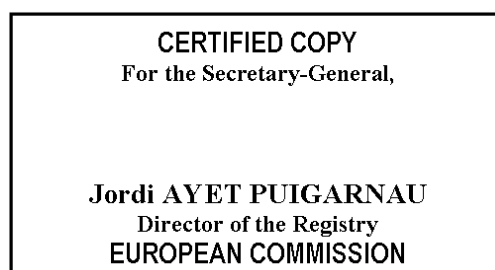 CERTIFIED COPY
For the Secretary-General,
Jordi AYET PUIGARNAU
Director of the Registry
EUROPEAN COMMISSION